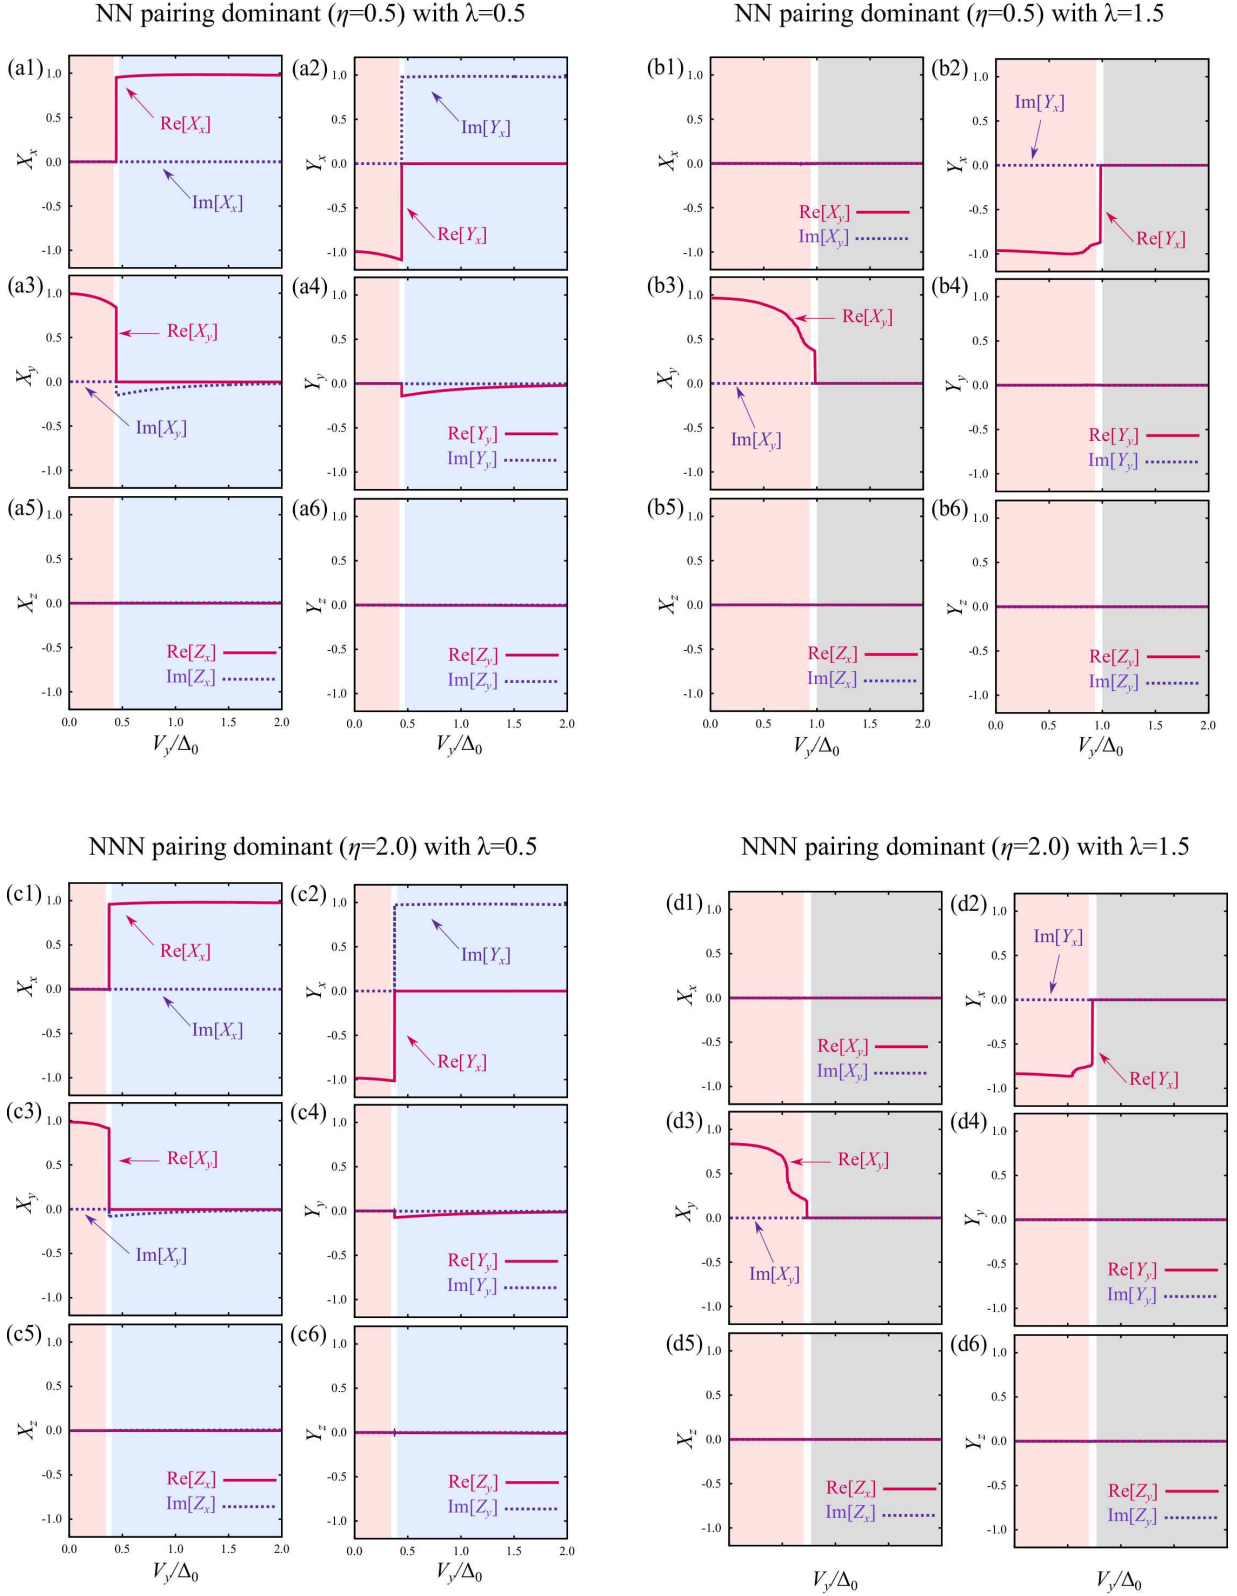 NN pairing dominant (η=0.5) with λ=0.5
NN pairing dominant (η=0.5) with λ=1.5
(a1)
1.0
0.5
0.0
-0.5
-1.0
X_x
Re[X_x]
Im[X_x]
(a2)
1.0
0.5
0.0
-0.5
-1.0
Y_x
Im[Y_x]
Re[Y_x]
(b1)
1.0
0.5
0.0
-0.5
-1.0
X_x
Re[X_y]
Im[X_y]
(b2)
1.0
0.5
0.0
-0.5
-1.0
Y_x
Im[Y_x]
Re[Y_x]
(a3)
1.0
0.5
0.0
-0.5
-1.0
X_y
Re[X_y]
Im[X_y]
(a4)
1.0
0.5
0.0
-0.5
-1.0
Y_y
Re[Y_y]
Im[Y_y]
(b3)
1.0
0.5
0.0
-0.5
-1.0
X_y
Re[X_y]
Im[X_y]
(b4)
1.0
0.5
0.0
-0.5
-1.0
Y_y
Re[Y_y]
Im[Y_y]
(a5)
1.0
0.5
0.0
-0.5
-1.0
X_z
Re[Z_x]
Im[Z_x]
0.0 0.5 1.0 1.5 2.0
V_y/Δ_0
(a6)
1.0
0.5
0.0
-0.5
-1.0
Y_z
Re[Z_y]
Im[Z_y]
0.0 0.5 1.0 1.5 2.0
V_y/Δ_0
(b5)
1.0
0.5
0.0
-0.5
-1.0
X_z
Re[Z_x]
Im[Z_x]
0.0 0.5 1.0 1.5 2.0
V_y/Δ_0
(b6)
1.0
0.5
0.0
-0.5
-1.0
Y_z
Re[Z_y]
Im[Z_y]
0.0 0.5 1.0 1.5 2.0
V_y/Δ_0
NNN pairing dominant (η=2.0) with λ=0.5
NNN pairing dominant (η=2.0) with λ=1.5
(c1)
1.0
0.5
0.0
-0.5
-1.0
X_x
Re[X_x]
Im[X_x]
(c2)
1.0
0.5
0.0
-0.5
-1.0
Y_x
Im[Y_x]
Re[Y_x]
(d1)
1.0
0.5
0.0
-0.5
-1.0
X_x
Re[X_y]
Im[X_y]
(d2)
1.0
0.5
0.0
-0.5
-1.0
Y_x
Im[Y_x]
Re[Y_x]
(c3)
1.0
0.5
0.0
-0.5
-1.0
X_y
Re[X_y]
Im[X_y]
(c4)
1.0
0.5
0.0
-0.5
-1.0
Y_y
Re[Y_y]
Im[Y_y]
(d3)
1.0
0.5
0.0
-0.5
-1.0
X_y
Re[X_y]
Im[X_y]
(d4)
1.0
0.5
0.0
-0.5
-1.0
Y_y
Re[Y_y]
Im[Y_y]
(c5)
1.0
0.5
0.0
-0.5
-1.0
X_z
Re[Z_x]
Im[Z_x]
0.0 0.5 1.0 1.5 2.0
V_y/Δ_0
(c6)
1.0
0.5
0.0
-0.5
-1.0
Y_z
Re[Z_y]
Im[Z_y]
0.0 0.5 1.0 1.5 2.0
V_y/Δ_0
(d5)
1.0
0.5
0.0
-0.5
-1.0
X_z
Re[Z_x]
Im[Z_x]
V_y/Δ_0
(d6)
1.0
0.5
0.0
-0.5
-1.0
Y_z
Re[Z_y]
Im[Z_y]
V_y/Δ_0